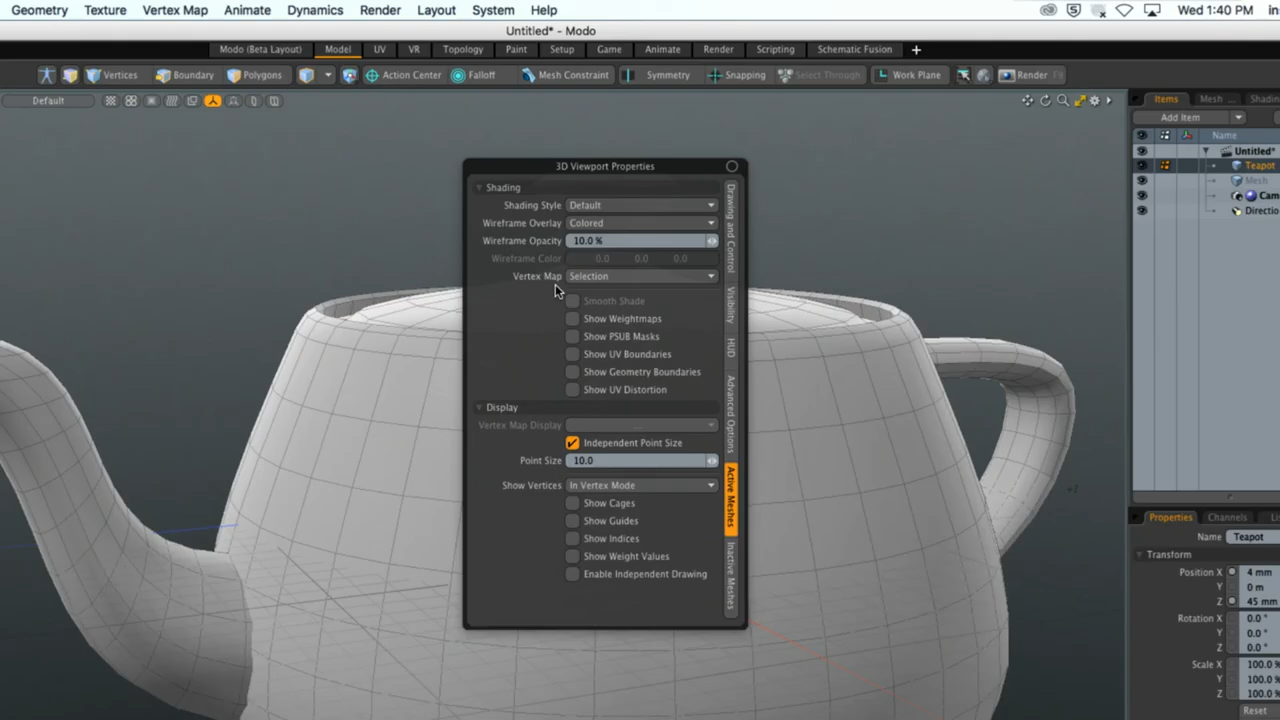 Geometry Texture Vertex Map Animate Dynamics Render Layout System Help Wed 1:40 PM in
Untitled* - Modo
Modo (Beta Layout) Model UV VR Topology Paint Setup Game Animate Render Scripting Schematic Fusion +
Vertices Boundary Polygons Action Center Falloff Mesh Constraint Symmetry Snapping Select Through Work Plane Render
Default
Items Mesh ... Shadin
Add Item
Name
Untitled*
Teapot
Mesh
Cam
Directio
3D Viewport Properties
Shading
Shading Style Default
Wireframe Overlay Colored
Wireframe Opacity 10.0 %
Wireframe Color 0.0 0.0 0.0
Vertex Map Selection
Smooth Shade
Show Weightmaps
Show PSUB Masks
Show UV Boundaries
Show Geometry Boundaries
Show UV Distortion
Display
Vertex Map Display ...
Independent Point Size
Point Size 10.0
Show Vertices In Vertex Mode
Show Cages
Show Guides
Show Indices
Show Weight Values
Enable Independent Drawing
Drawing and Control
Visibility
HUD
Advanced Options
Active Meshes
Inactive Meshes
Properties Channels
Name Teapot
Transform
Position X 4 mm
Y 0 m
Z 45 mm
Rotation X 0.0 °
Y 0.0 °
Z 0.0 °
Scale X 100.0 %
Y 100.0 %
Z 100.0 %
Reset